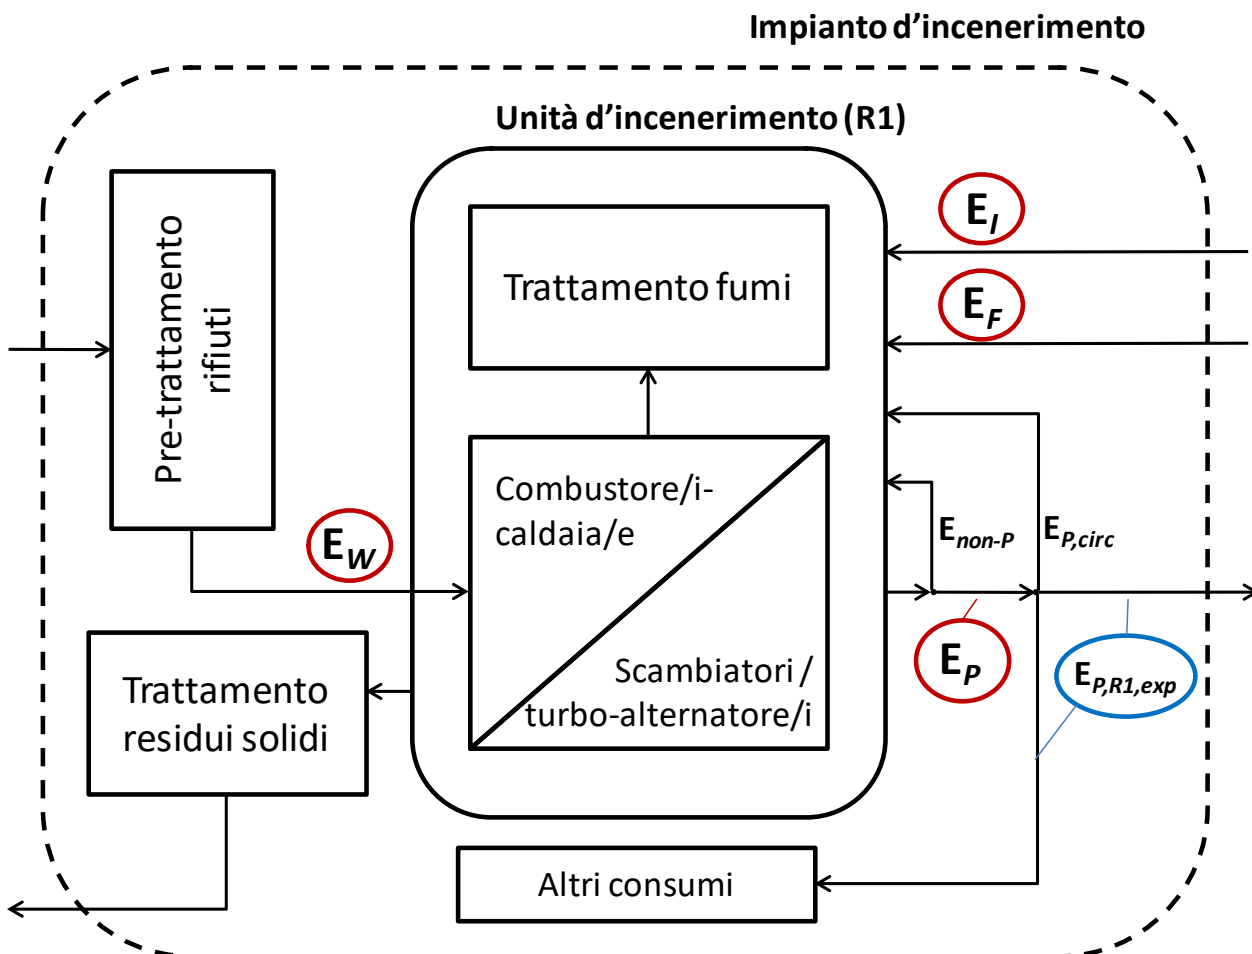 Impianto d’incenerimento
Unità d’incenerimento (R1)
Pre-trattamento
rifiuti
Trattamento fumi
E_I
E_F
Combustore/i-
caldaia/e
E_W
E_non-P
E_P,circ
Scambiatori /
turbo-alternatore/i
E_P
E_P,R1,exp
Trattamento
residui solidi
Altri consumi